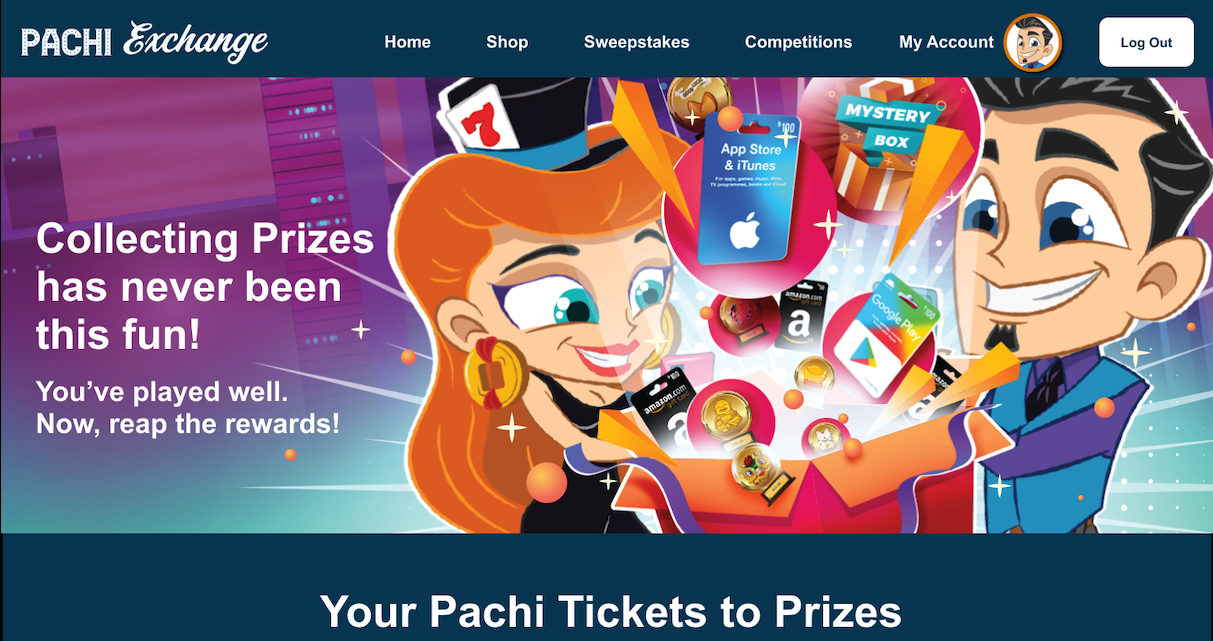 PACHI Exchange
Home
Shop
Sweepstakes
Competitions
My Account
Log Out
7
$100
App Store
& iTunes
For apps, games, music, films,
TV programmes, books and iCloud
MYSTERY
BOX
Collecting Prizes
has never been
this fun!
You’ve played well.
Now, reap the rewards!
$50
amazon.com
gift card
a
$100
Google Play
$100
amazon.com
gift card
a
Your Pachi Tickets to Prizes